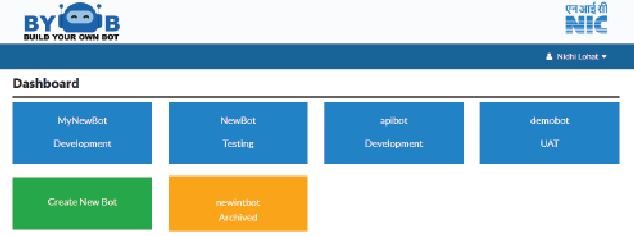 BY B
BUILD YOUR OWN BOT
एन आई सी
NIC
Nidhi Lohat
Dashboard
MyNewBot
Development
NewBot
Testing
apibot
Development
demobot
UAT
Create New Bot
newintbot
Archived